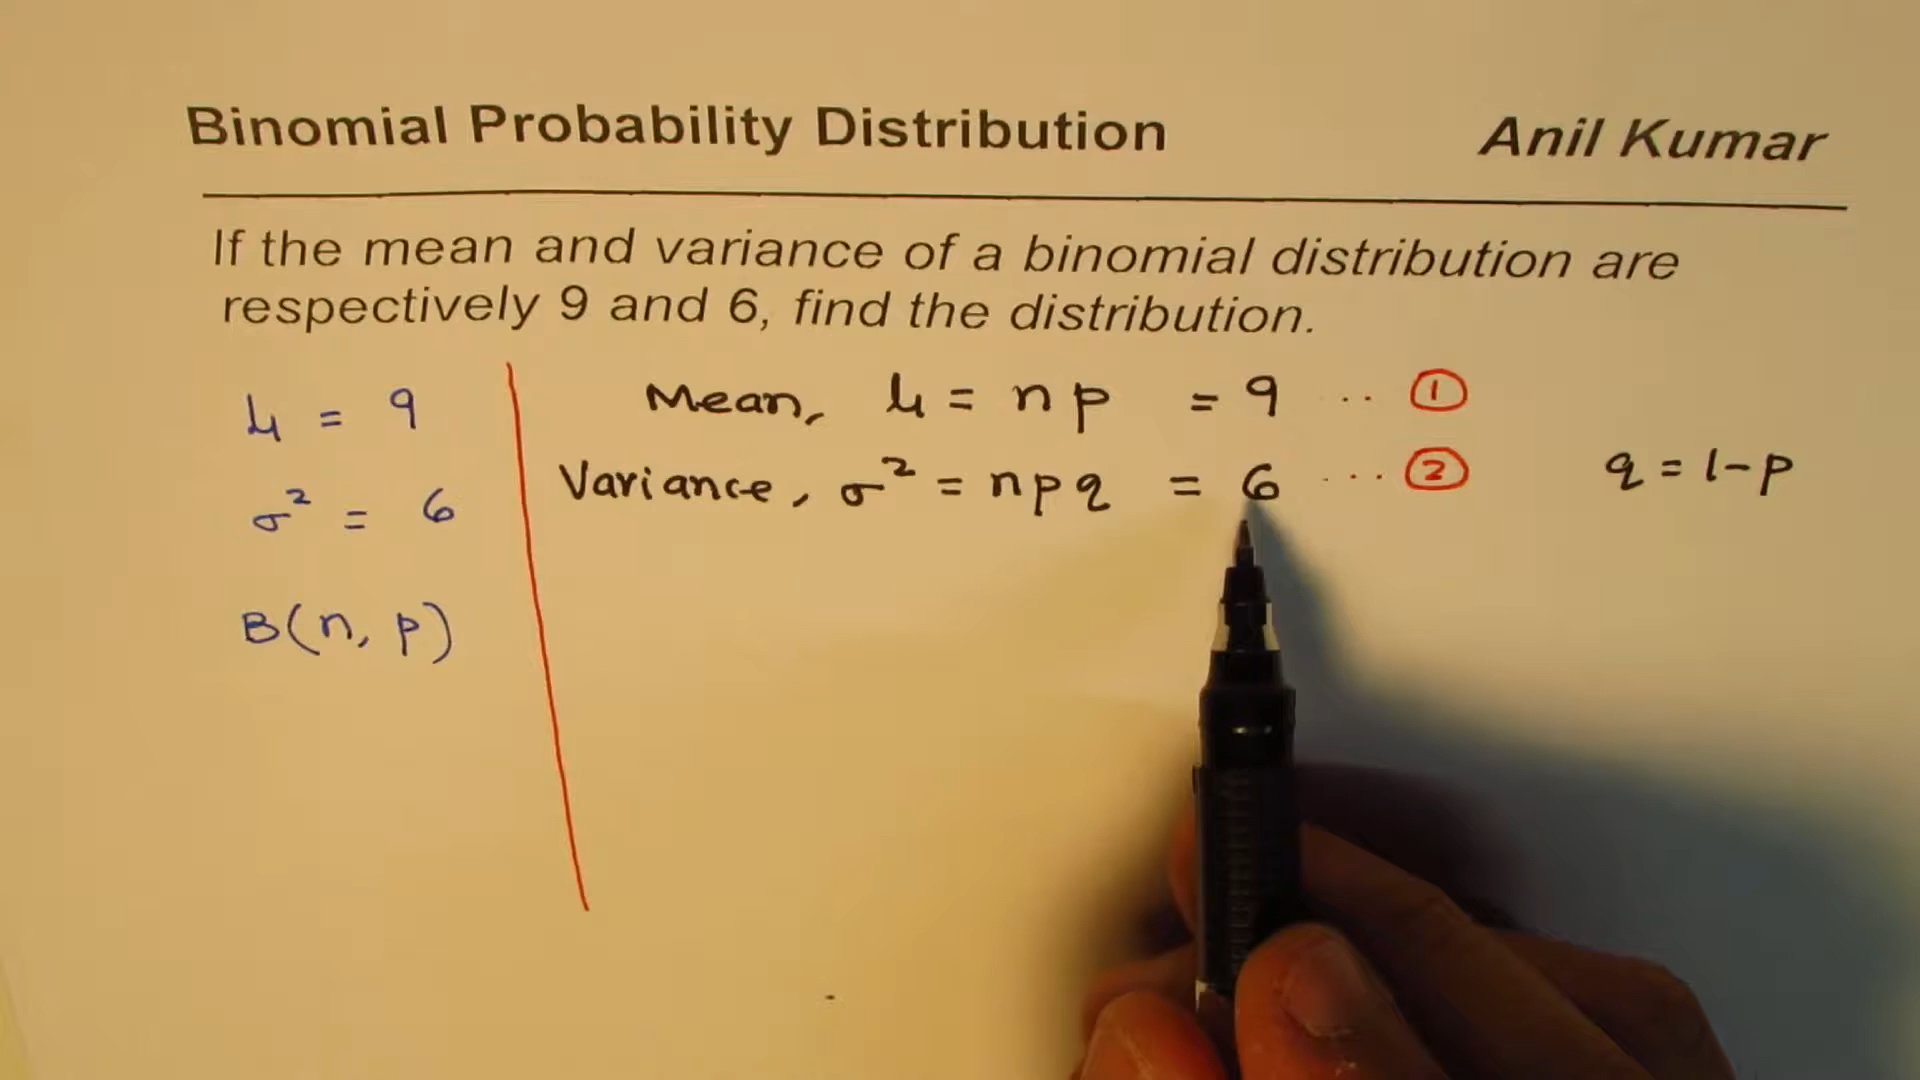 Binomial Probability Distribution
Anil Kumar
If the mean and variance of a binomial distribution are
respectively 9 and 6, find the distribution.
μ = 9
σ² = 6
B(n, p)
Mean, μ = np = 9 .. ①
Variance, σ² = npq = 6 ... ②
q = 1-p